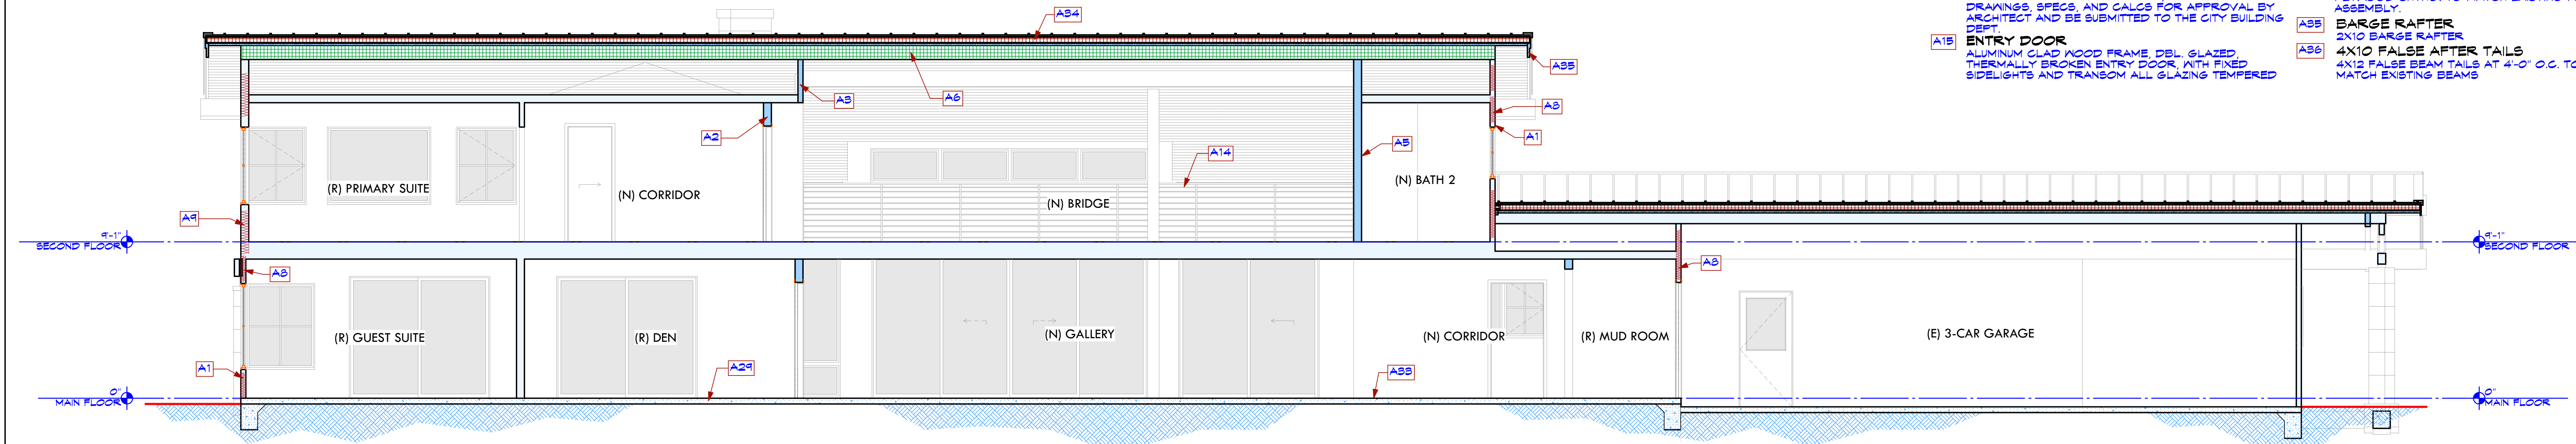 DRAWINGS, SPECS, AND CALCS FOR APPROVAL BY
ARCHITECT AND BE SUBMITTED TO THE CITY BUILDING
DEPT.
A15 ENTRY DOOR
ALUMINUM CLAD WOOD FRAME, DBL. GLAZED,
THERMALLY BROKEN ENTRY DOOR, WITH FIXED
SIDELIGHTS AND TRANSOM ALL GLAZING TEMPERED
ASSEMBLY.
A35 BARGE RAFTER
2X10 BARGE RAFTER
A36 4X10 FALSE AFTER TAILS
4X12 FALSE BEAM TAILS AT 4'-0" O.C. TO
MATCH EXISTING BEAMS
A34
A35
A3
A6
A8
A2
A5
A1
A14
(R) PRIMARY SUITE
(N) CORRIDOR
(N) BRIDGE
(N) BATH 2
A9
9'-1"
SECOND FLOOR
9'-1"
SECOND FLOOR
A8
A8
(R) GUEST SUITE
(R) DEN
(N) GALLERY
(N) CORRIDOR
(R) MUD ROOM
(E) 3-CAR GARAGE
A1
A29
A33
0"
MAIN FLOOR
0"
MAIN FLOOR